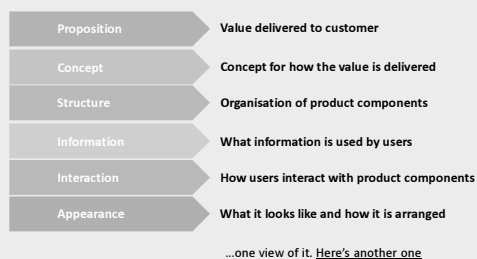 Proposition Value delivered to customer
Concept Concept for how the value is delivered
Structure Organisation of product components
Information What information is used by users
Interaction How users interact with product components
Appearance What it looks like and how it is arranged
...one view of it. Here's another one